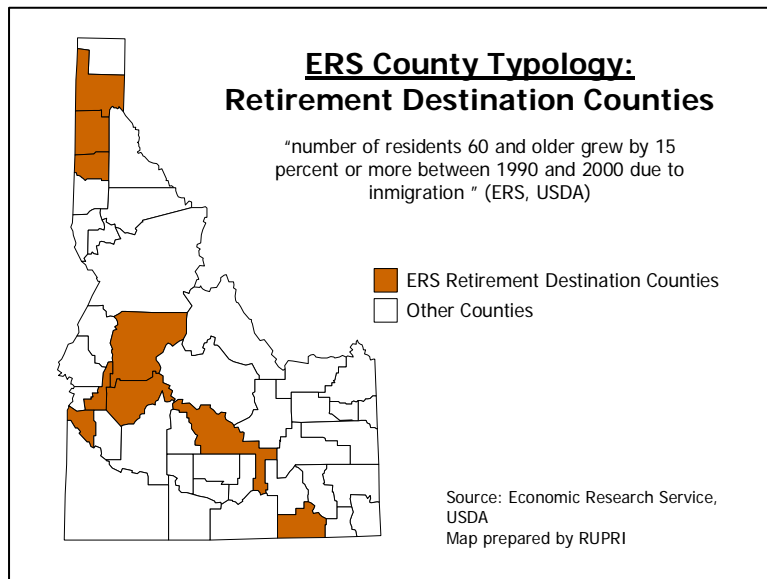 ERS County Typology:
Retirement Destination Counties
"number of residents 60 and older grew by 15
percent or more between 1990 and 2000 due to
inmigration " (ERS, USDA)
ERS Retirement Destination Counties
Other Counties
Source: Economic Research Service,
USDA
Map prepared by RUPRI